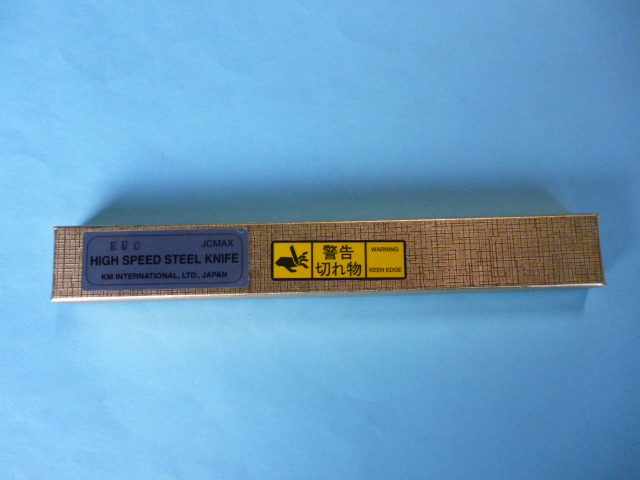 JCMAX
HIGH SPEED STEEL KNIFE
KM INTERNATIONAL, LTD., JAPAN
警告
切れ物
WARNING
KEEN EDGE